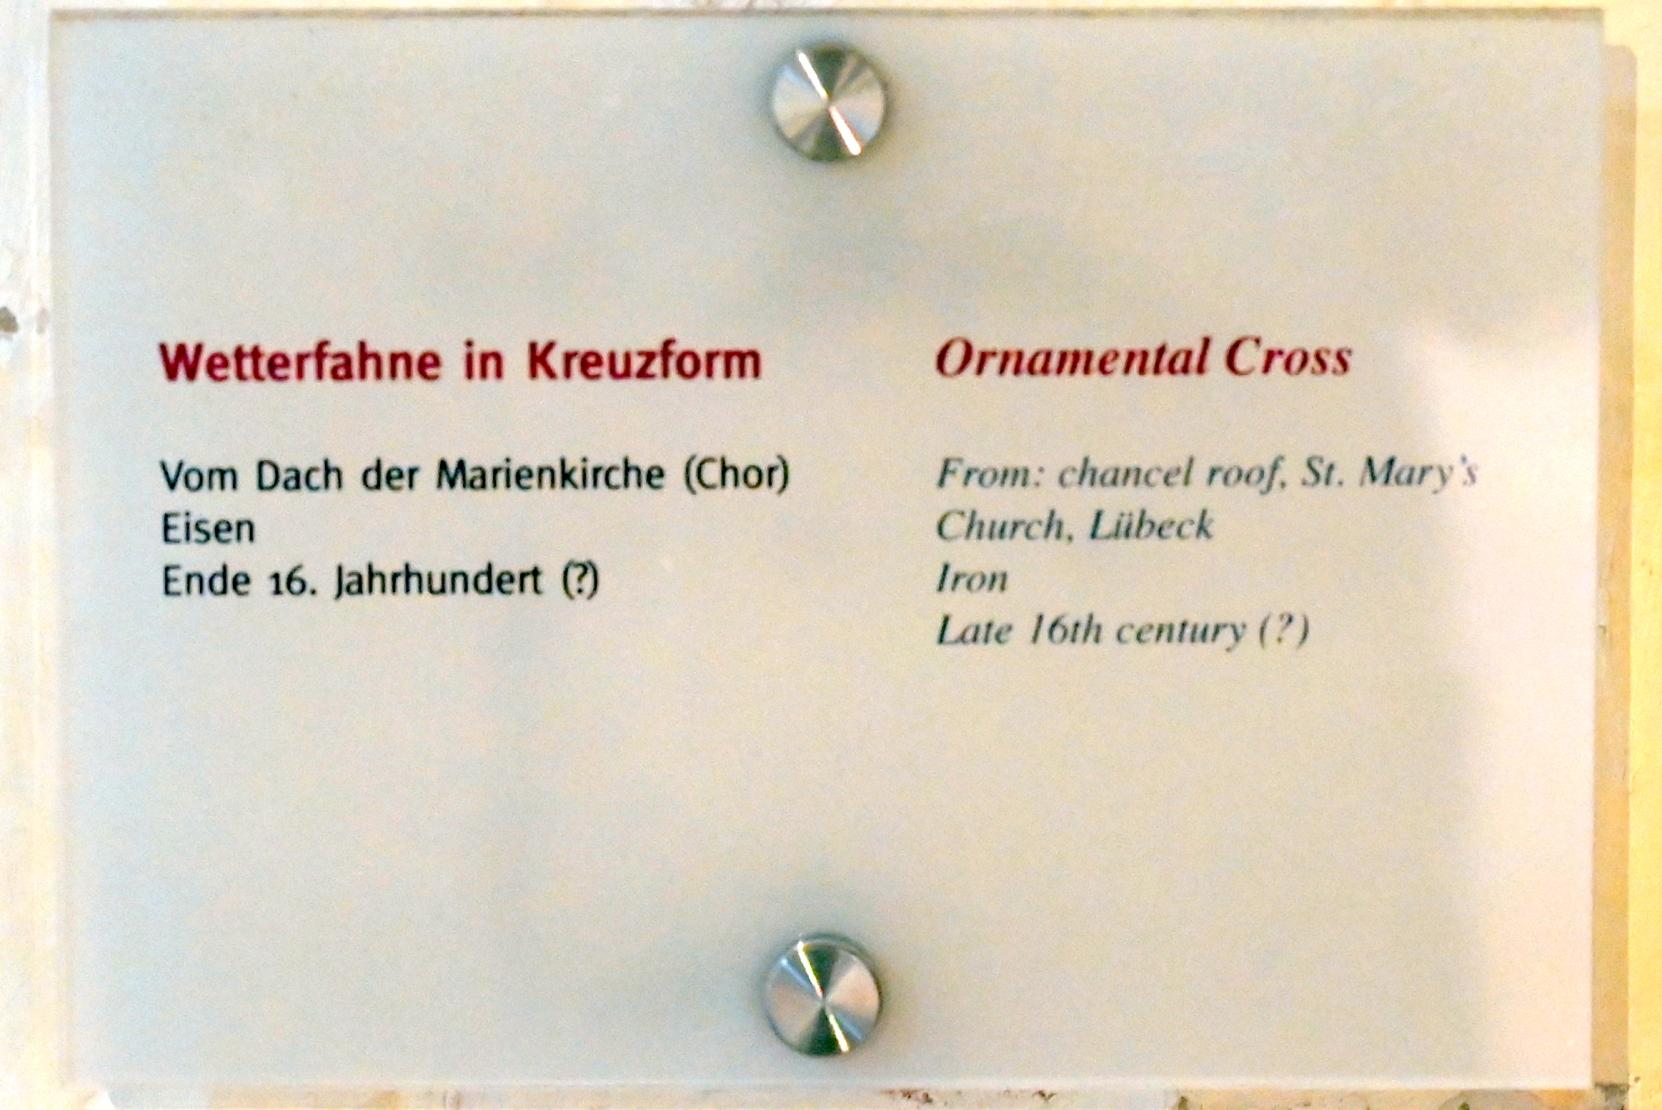 Wetterfahne in Kreuzform
Vom Dach der Marienkirche (Chor)
Eisen
Ende 16. Jahrhundert (?)
Ornamental Cross
From: chancel roof, St. Mary's
Church, Lübeck
Iron
Late 16th century (?)